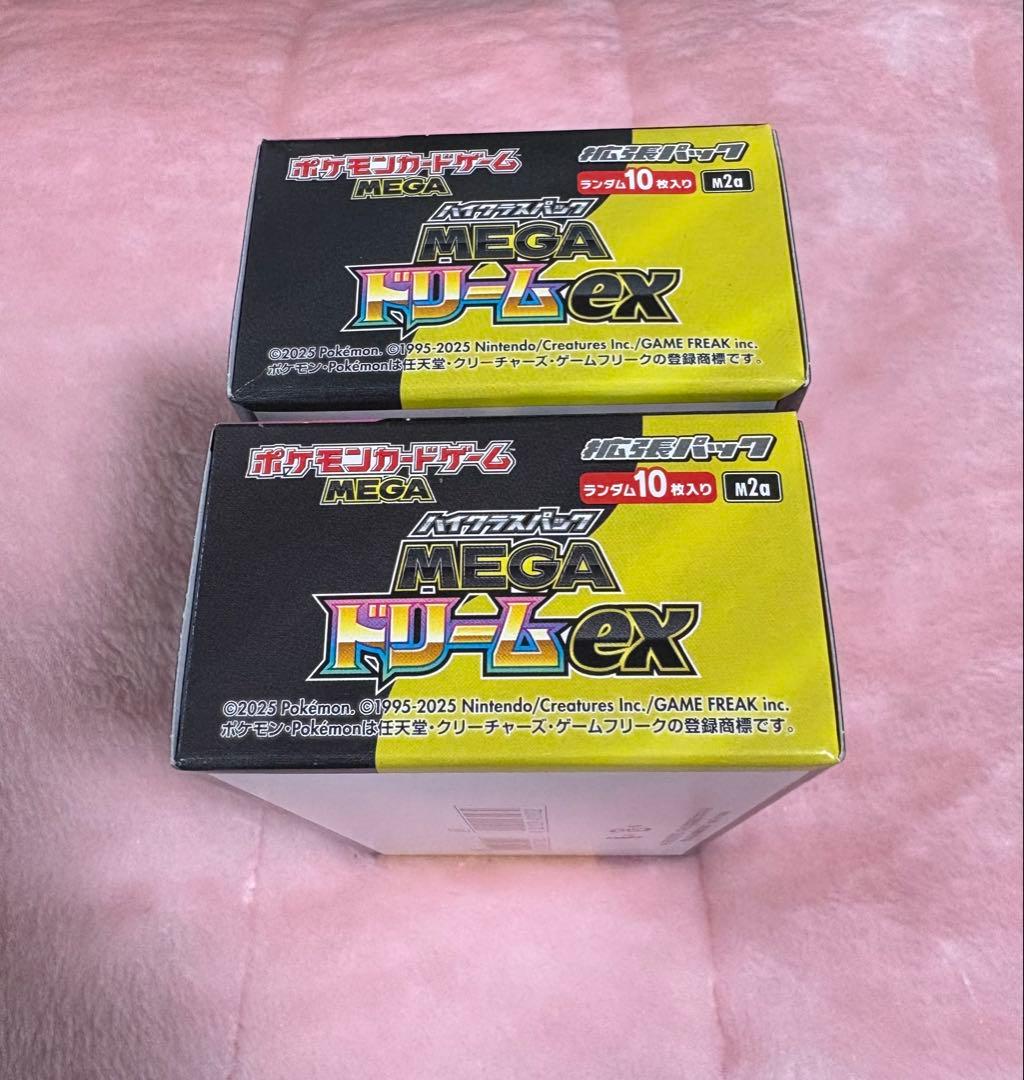 ポケモンカードゲーム
MEGA
拡張パック
ランダム10枚入り M2a
ハイクラスパック
MEGA
ドリームex
©2025 Pokémon. ©1995-2025 Nintendo/Creatures Inc./GAME FREAK inc.
ポケモン・Pokémonは任天堂・クリーチャーズ・ゲームフリークの登録商標です。
ポケモンカードゲーム
MEGA
拡張パック
ランダム10枚入り M2a
ハイクラスパック
MEGA
ドリームex
©2025 Pokémon. ©1995-2025 Nintendo/Creatures Inc./GAME FREAK inc.
ポケモン・Pokémonは任天堂・クリーチャーズ・ゲームフリークの登録商標です。